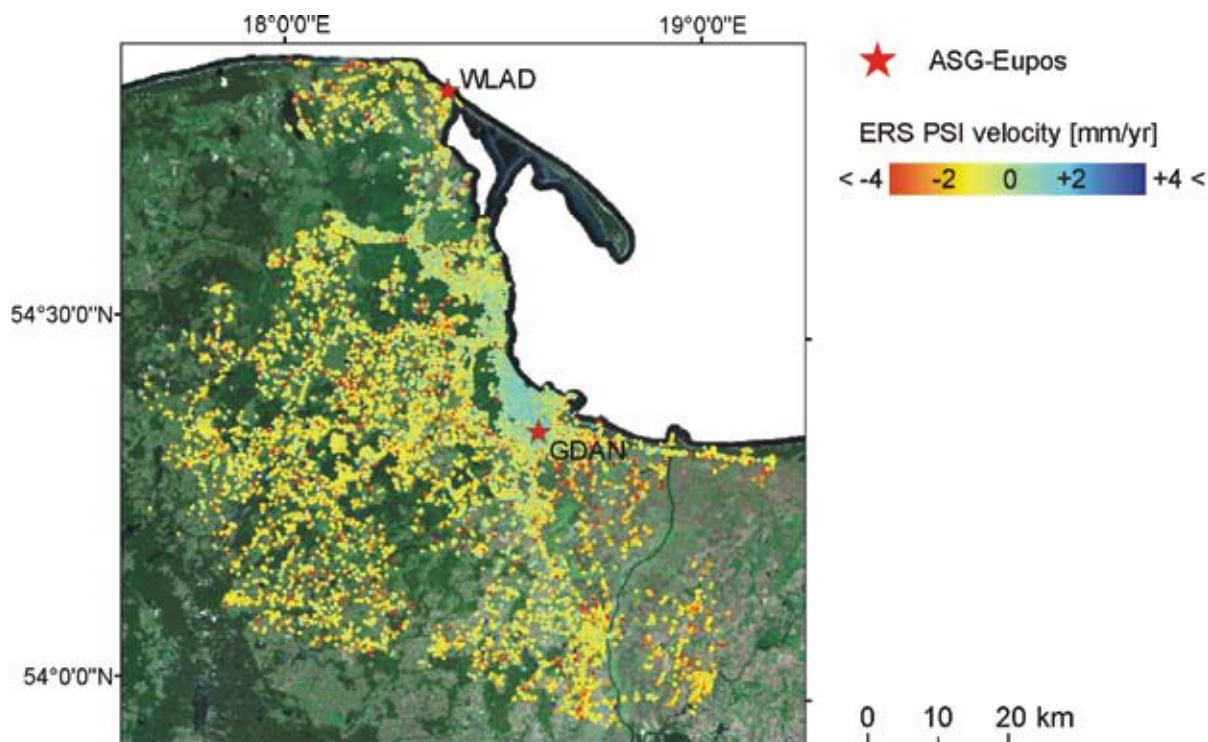 18°0'0"E 19°0'0"E
WLAD
ASG-Eupos
ERS PSI velocity [mm/yr]
< -4 -2 0 +2 +4 <
54°30'0"N
GDAN
54°0'0"N
0 10 20 km